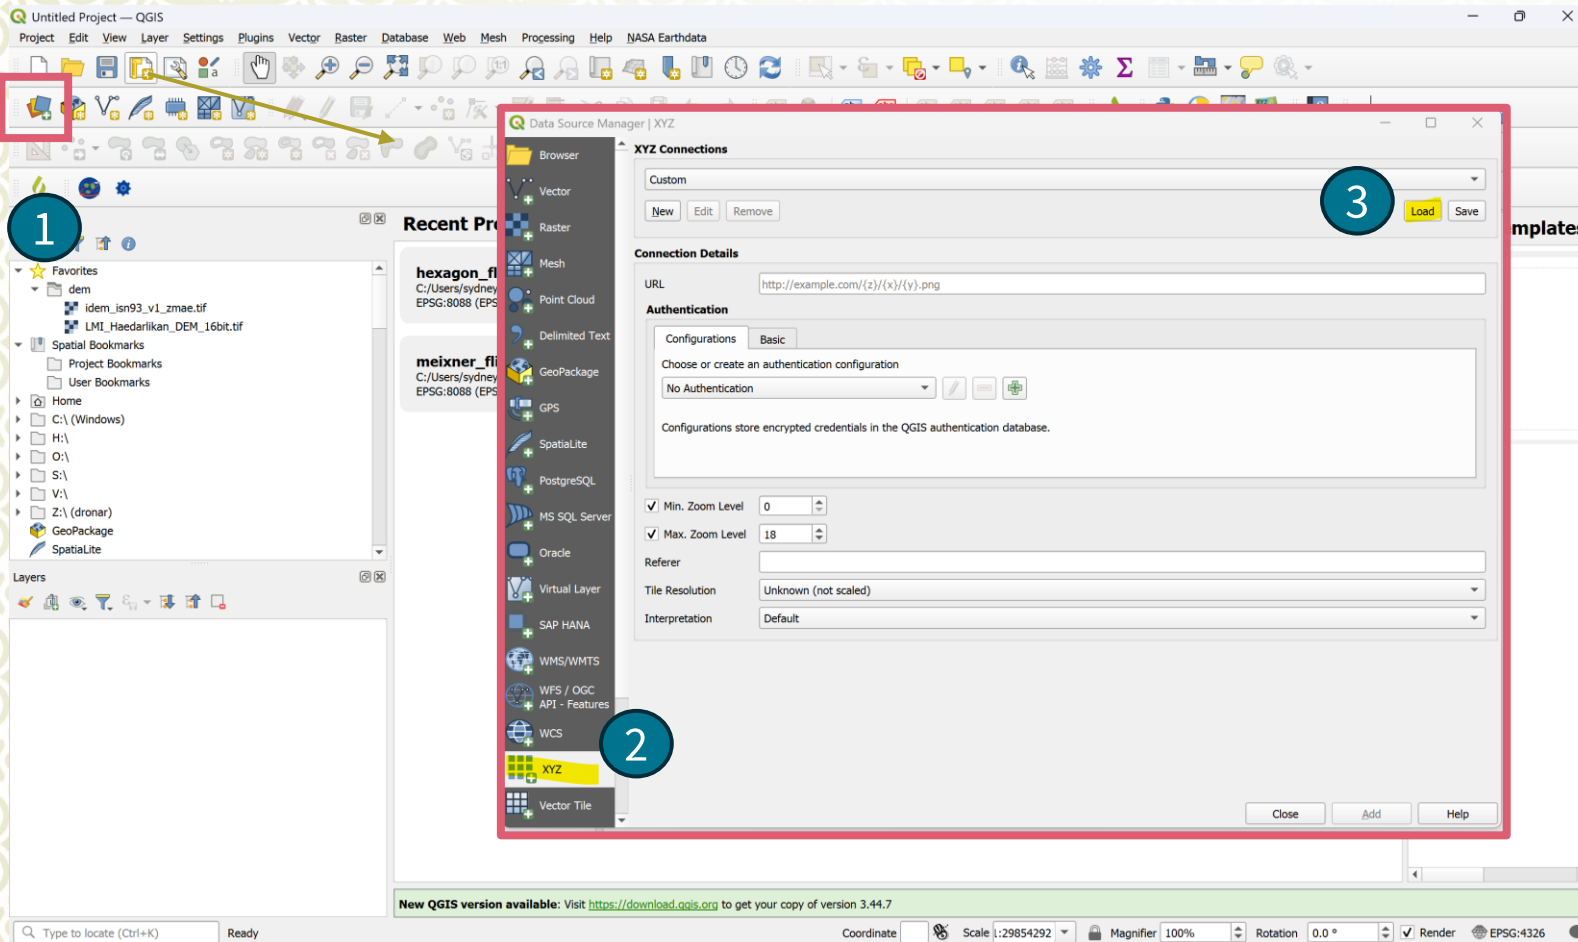 Untitled Project — QGIS
Project Edit View Layer Settings Plugins Vector Raster Database Web Mesh Processing Help NASA Earthdata
1
Favorites
dem
idem_isn93_v1_zmae.tif
LMI_Haedarlikan_DEM_16bit.tif
Spatial Bookmarks
Project Bookmarks
User Bookmarks
Home
C:\ (Windows)
H:\
O:\
S:\
V:\
Z:\ (dronar)
GeoPackage
SpatiaLite
Layers
Recent Pr
hexagon_fl
C:/Users/sydney
EPSG:8088 (EPS
meixner_fli
C:/Users/sydney
EPSG:8088 (EPS
mplates
Data Source Manager | XYZ
Browser
Vector
Raster
Mesh
Point Cloud
Delimited Text
GeoPackage
GPS
SpatiaLite
PostgreSQL
MS SQL Server
Oracle
Virtual Layer
SAP HANA
WMS/WMTS
WFS / OGC
API - Features
WCS
XYZ
Vector Tile
2
XYZ Connections
Custom
New Edit Remove
3
Load Save
Connection Details
URL http://example.com/{z}/{x}/{y}.png
Authentication
Configurations Basic
Choose or create an authentication configuration
No Authentication
Configurations store encrypted credentials in the QGIS authentication database.
Min. Zoom Level 0
Max. Zoom Level 18
Referer
Tile Resolution Unknown (not scaled)
Interpretation Default
Close Add Help
New QGIS version available: Visit https://download.qgis.org to get your copy of version 3.44.7
Type to locate (Ctrl+K) Ready Coordinate Scale 1:29854292 Magnifier 100% Rotation 0.0 ° Render EPSG:4326